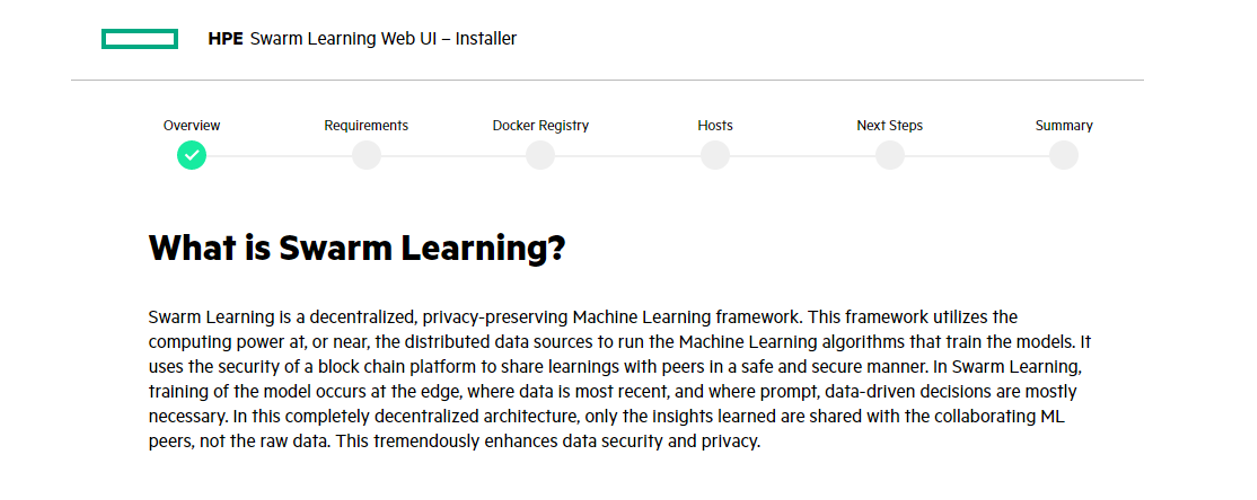 HPE Swarm Learning Web UI – Installer
Overview Requirements Docker Registry Hosts Next Steps Summary
What is Swarm Learning?
Swarm Learning is a decentralized, privacy-preserving Machine Learning framework. This framework utilizes the
computing power at, or near, the distributed data sources to run the Machine Learning algorithms that train the models. It
uses the security of a block chain platform to share learnings with peers in a safe and secure manner. In Swarm Learning,
training of the model occurs at the edge, where data is most recent, and where prompt, data-driven decisions are mostly
necessary. In this completely decentralized architecture, only the insights learned are shared with the collaborating ML
peers, not the raw data. This tremendously enhances data security and privacy.